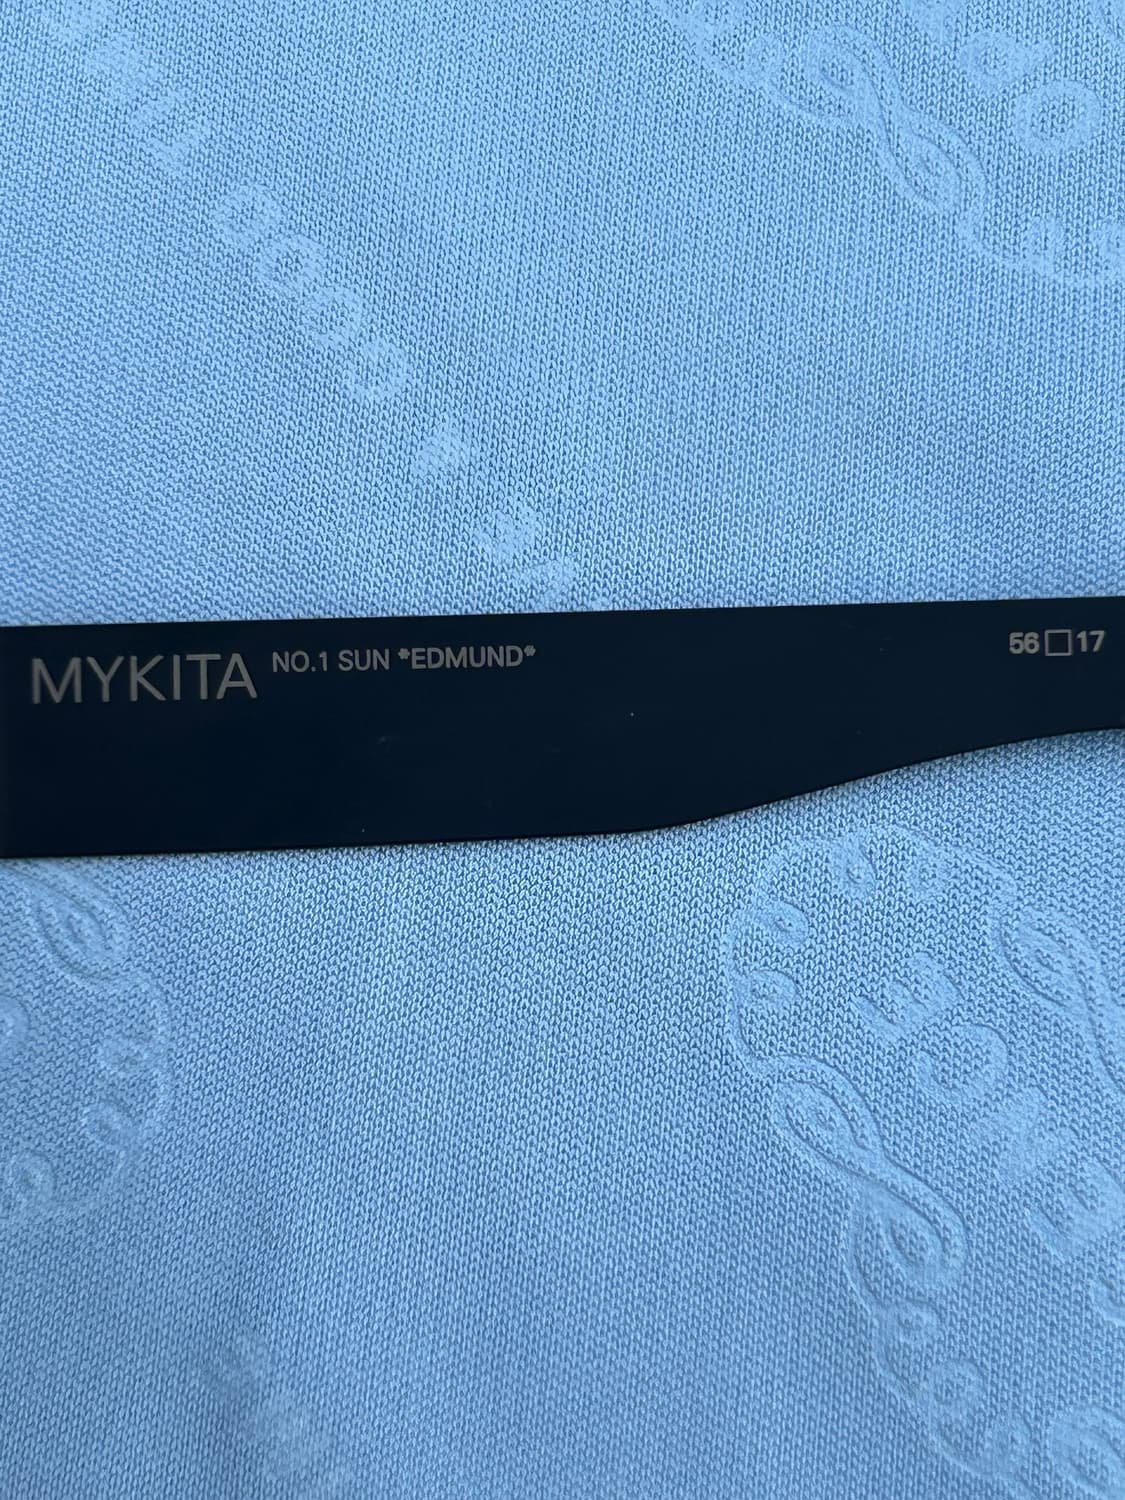 MYKITA NO.1 SUN *EDMUND* 56□17